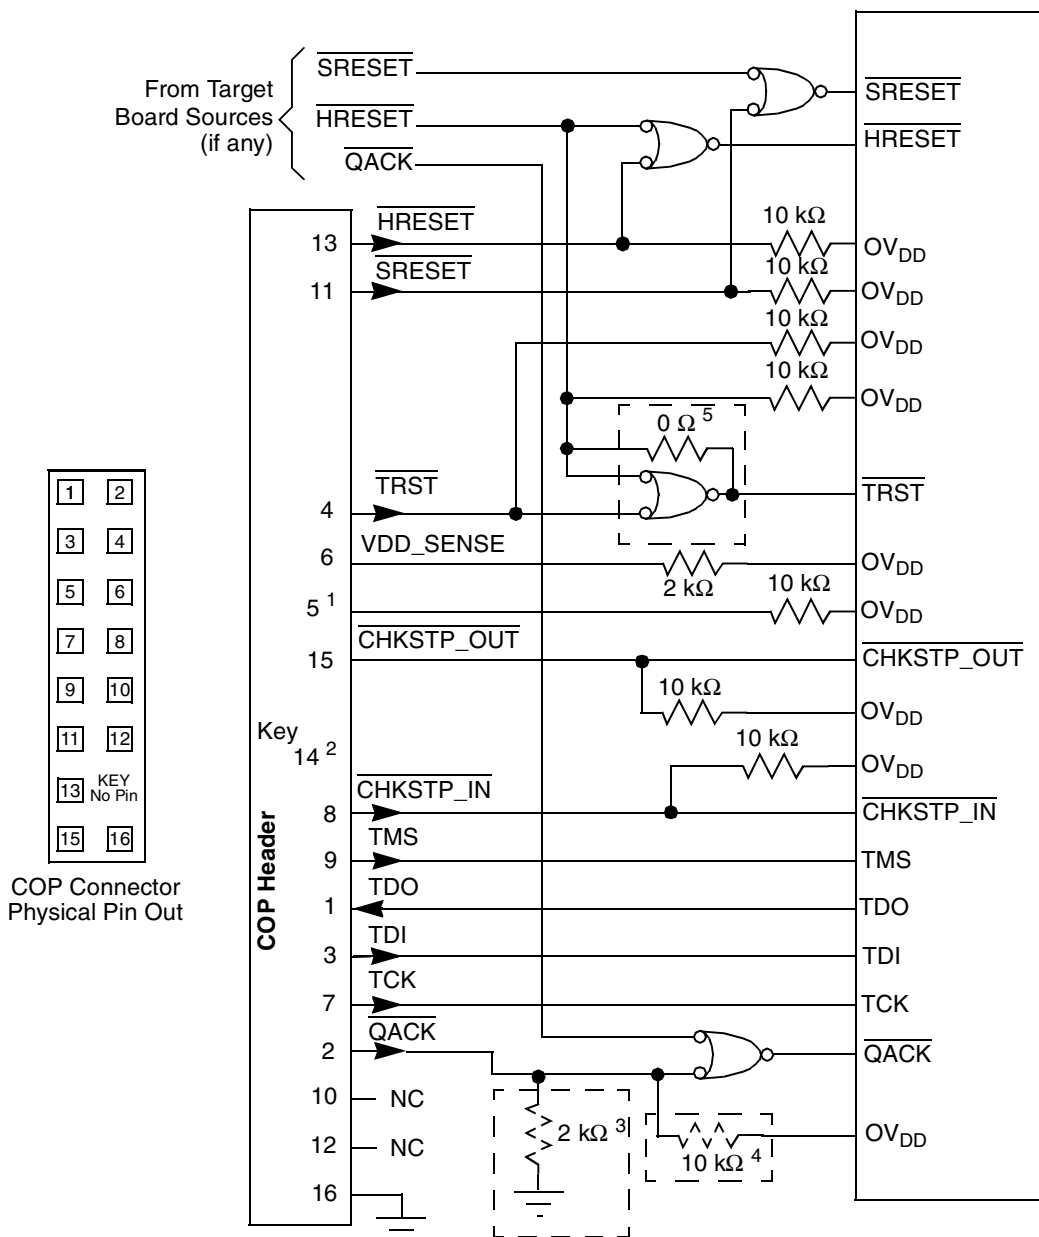 From Target
Board Sources
(if any)
SRESET
HRESET
QACK
SRESET
HRESET
HRESET
13
10 kΩ
OVDD
SRESET
11
10 kΩ
OVDD
10 kΩ
OVDD
10 kΩ
OVDD
0 Ω 5
TRST
4
TRST
VDD_SENSE
6
2 kΩ
OVDD
5 1
10 kΩ
OVDD
CHKSTP_OUT
15
CHKSTP_OUT
10 kΩ
OVDD
Key
14 2
10 kΩ
OVDD
CHKSTP_IN
8
CHKSTP_IN
TMS
9
TMS
TDO
1
TDO
TDI
3
TDI
TCK
7
TCK
QACK
2
QACK
10
NC
2 kΩ 3
12
NC
10 kΩ 4
OVDD
16
COP Header
1 2
3 4
5 6
7 8
9 10
11 12
13 KEY
No Pin
15 16
COP Connector
Physical Pin Out